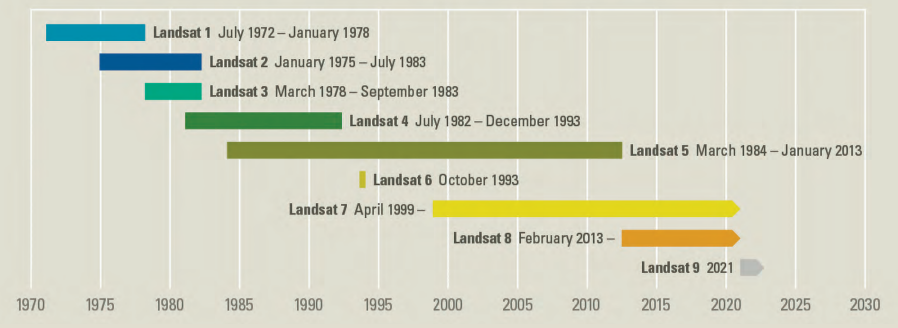 Landsat 1 July 1972 – January 1978
Landsat 2 January 1975 – July 1983
Landsat 3 March 1978 – September 1983
Landsat 4 July 1982 – December 1993
Landsat 5 March 1984 – January 2013
Landsat 6 October 1993
Landsat 7 April 1999 –
Landsat 8 February 2013 –
Landsat 9 2021
1970 1975 1980 1985 1990 1995 2000 2005 2010 2015 2020 2025 2030